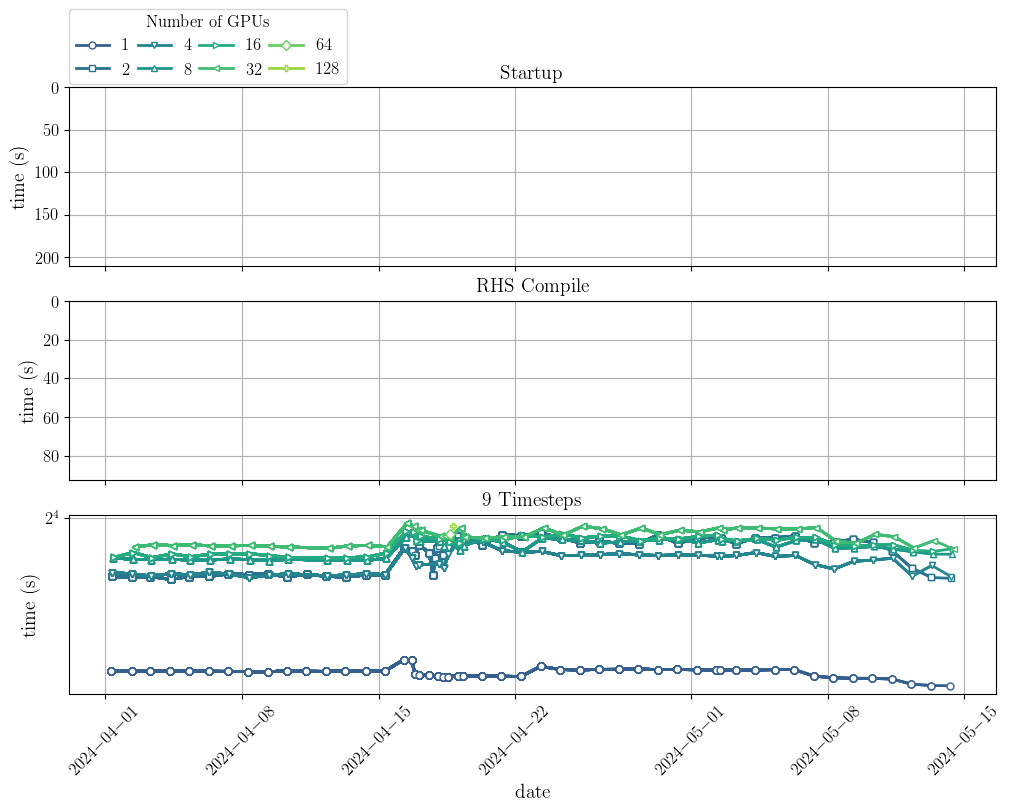 Number of GPUs
1 4 16 64
2 8 32 128
Startup
0
50
100
150
200
time (s)
RHS Compile
0
20
40
60
80
time (s)
9 Timesteps
2⁴
time (s)
2024−04−01 2024−04−08 2024−04−15 2024−04−22 2024−05−01 2024−05−08 2024−05−15
date